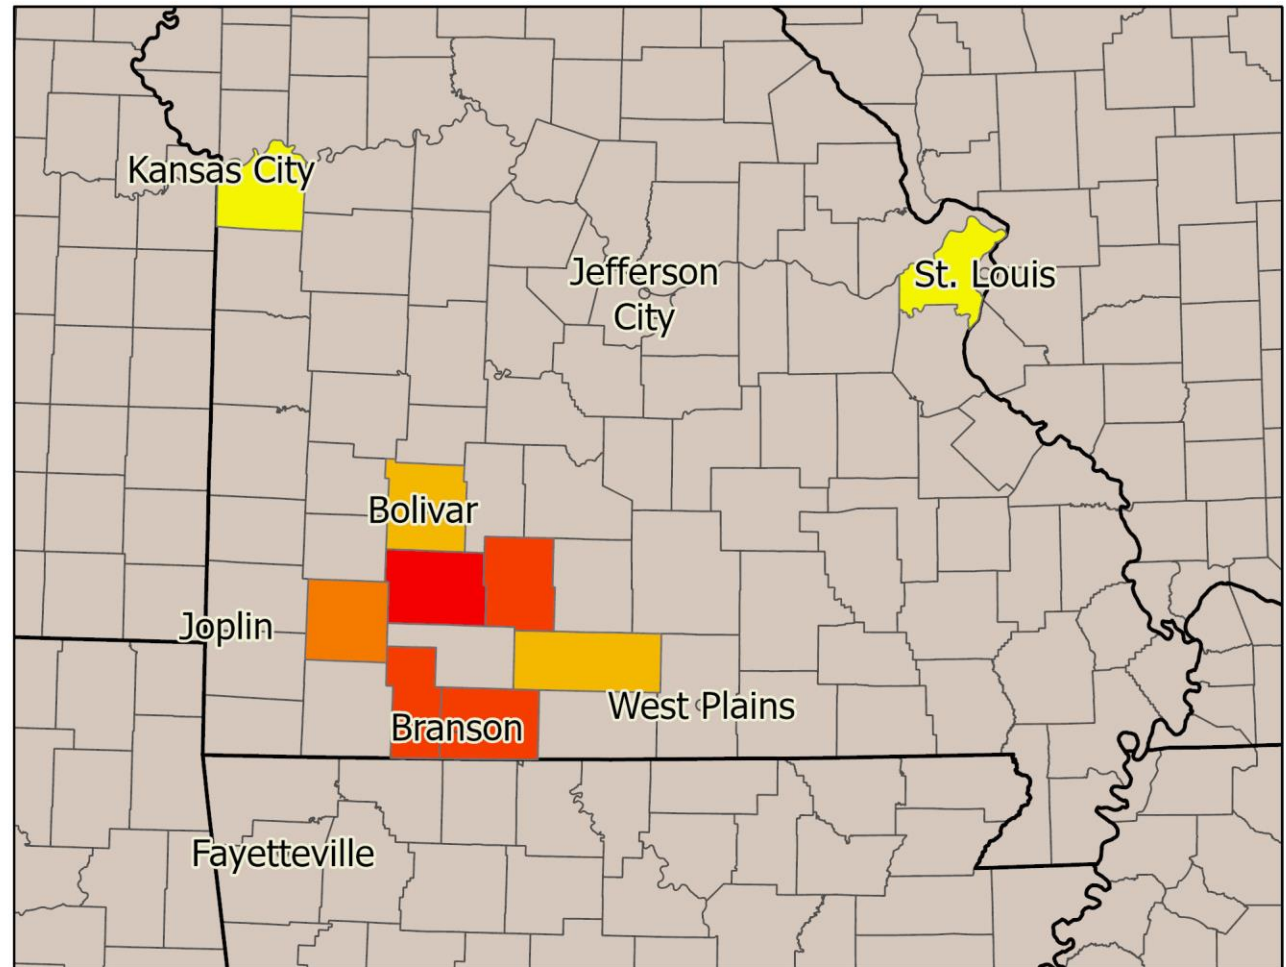 Kansas City
Jefferson
City
St. Louis
Bolivar
Joplin
West Plains
Branson
Fayetteville